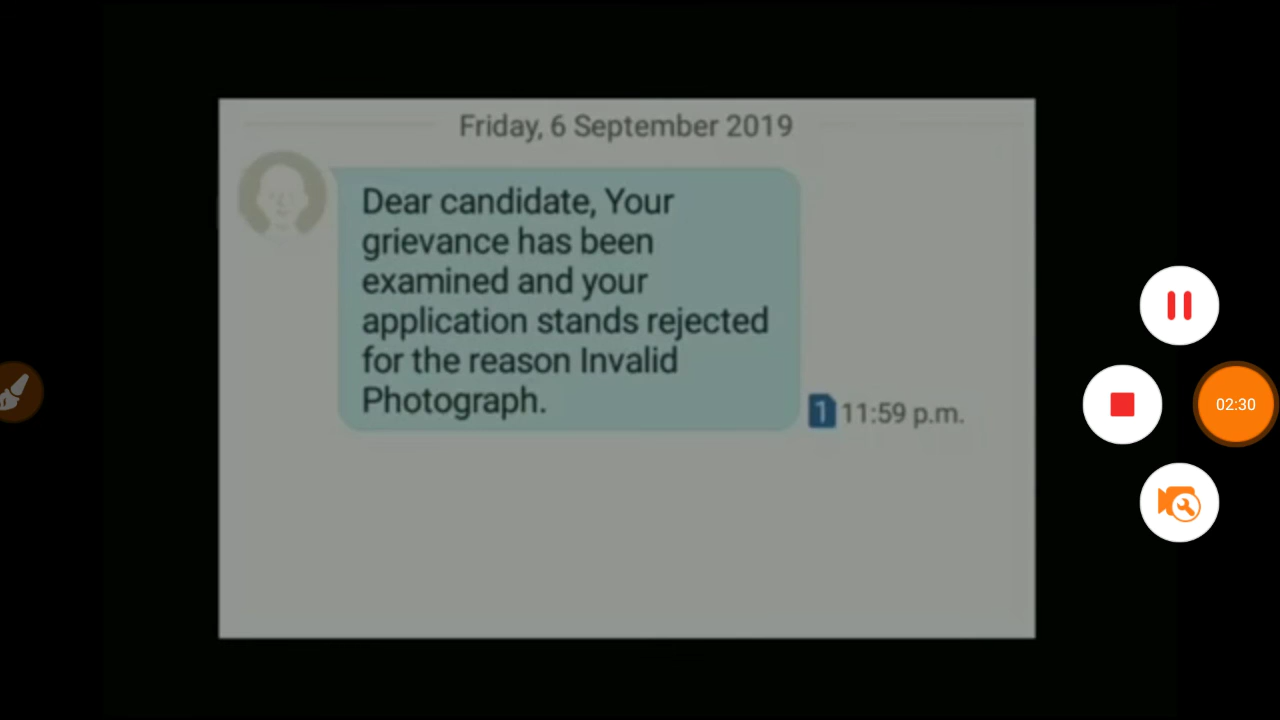 Friday, 6 September 2019
Dear candidate, Your
grievance has been
examined and your
application stands rejected
for the reason Invalid
Photograph.
1 11:59 p.m.
02:30